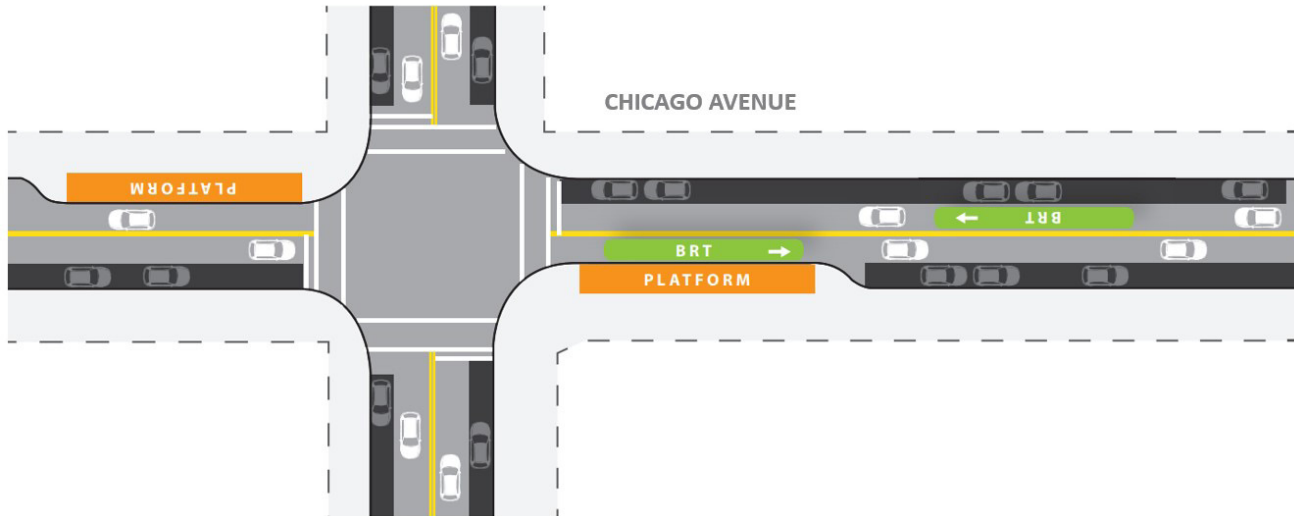 CHICAGO AVENUE
PLATFORM
BRT
BRT
PLATFORM